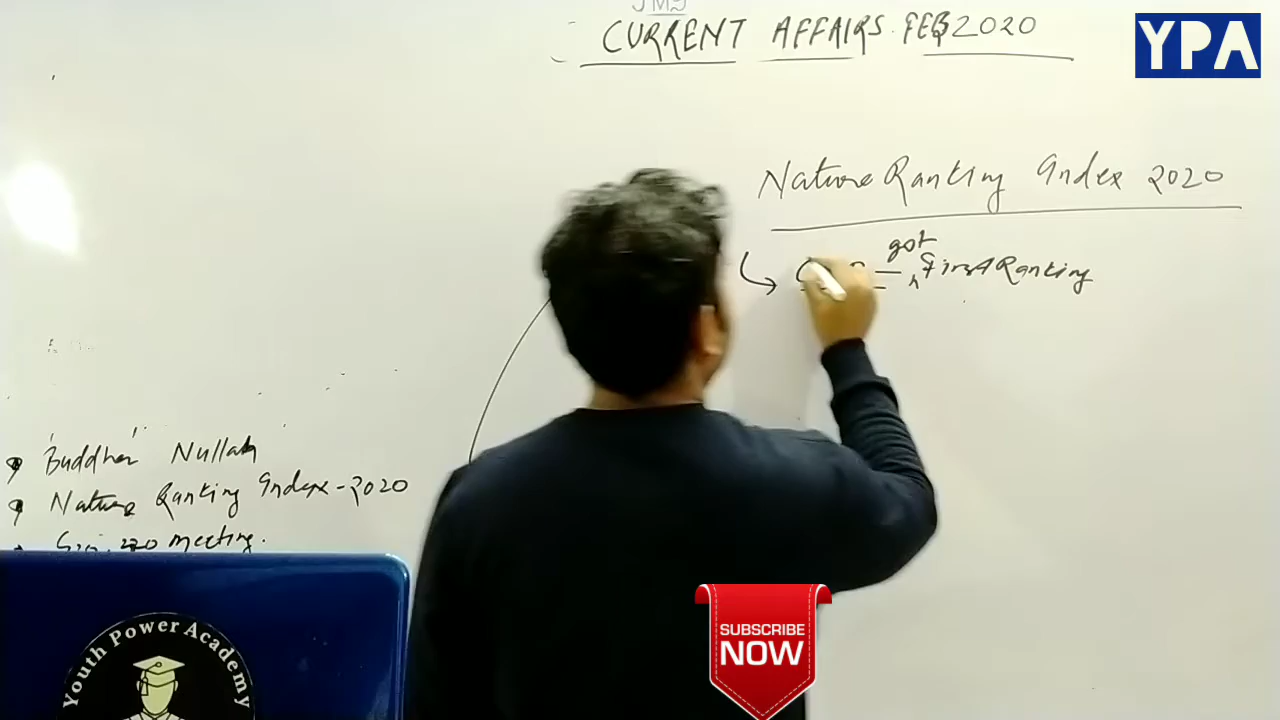 CURRENT AFFAIRS FEB 2020
YPA
Nature Ranking Index 2020
got
First Ranking
'Buddha' Nullah
Nature Ranking Index-2020
meeting.
Youth Power Academy
SUBSCRIBE
NOW